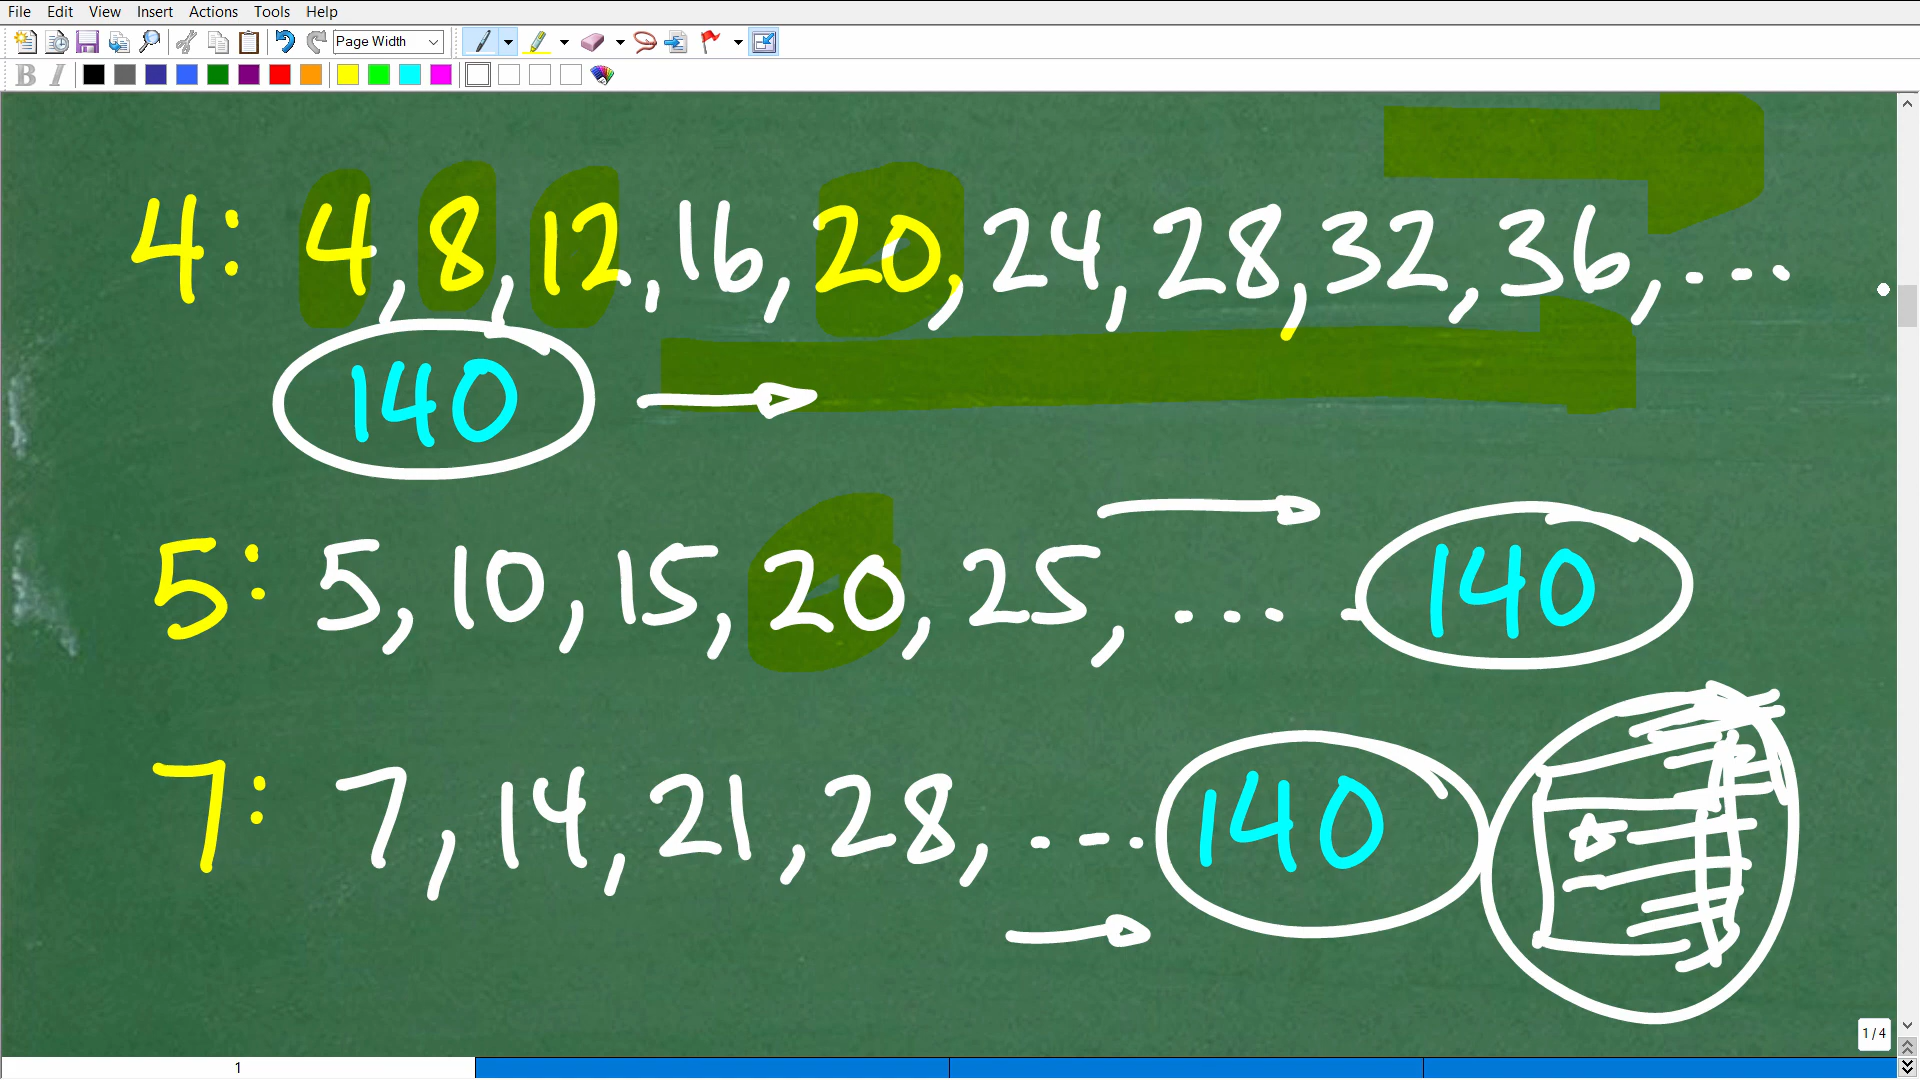 File Edit View Insert Actions Tools Help
Page Width
B I
4: 4, 8, 12, 16, 20, 24, 28, 32, 36, ...
140
5: 5, 10, 15, 20, 25, .... 140
7: 7, 14, 21, 28, .... 140
1 / 4
1